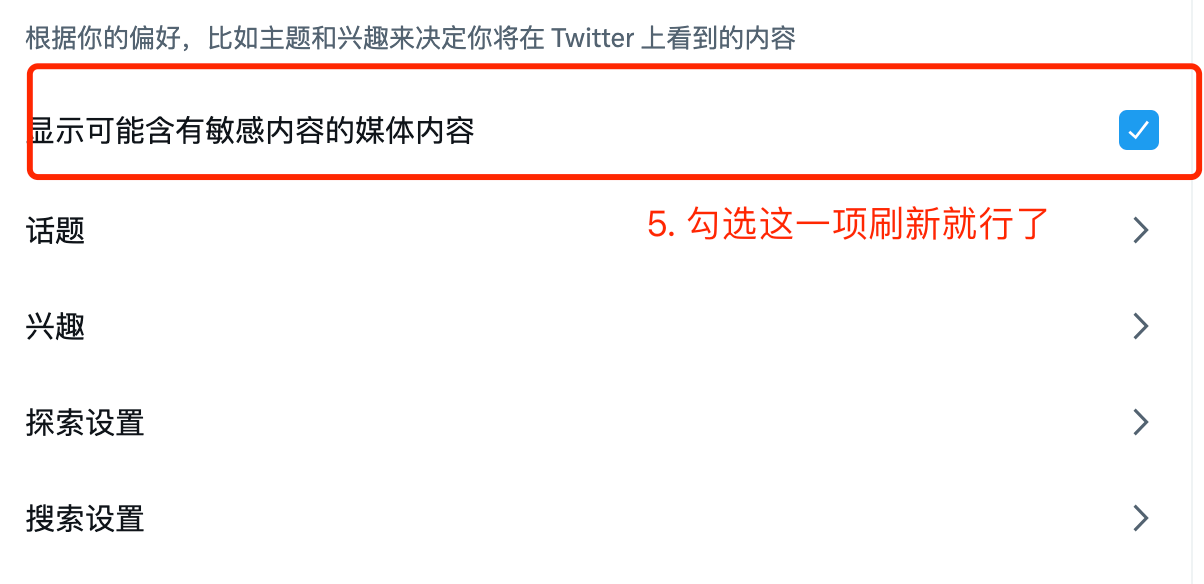 根据你的偏好，比如主题和兴趣来决定你将在 Twitter 上看到的内容
显示可能含有敏感内容的媒体内容
话题
5. 勾选这一项刷新就行了
兴趣
探索设置
搜索设置